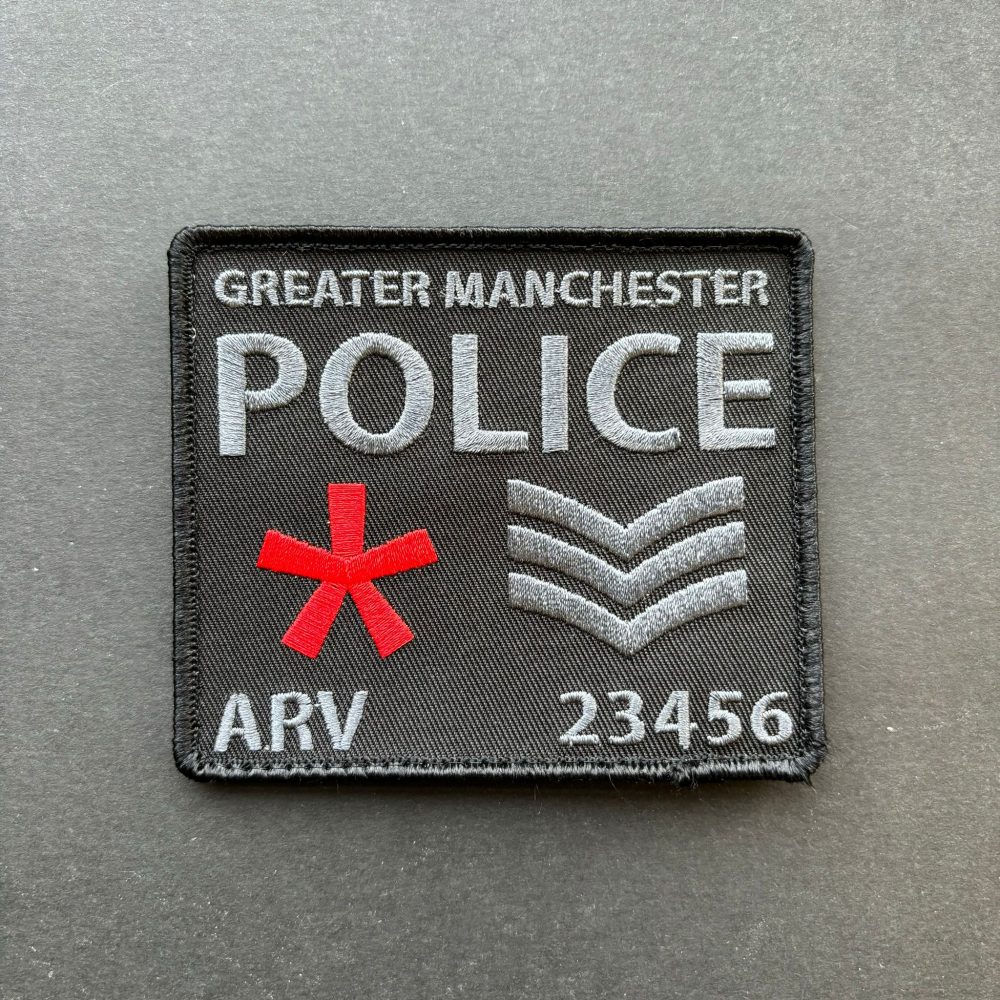 GREATER MANCHESTER
POLICE
ARV 23456